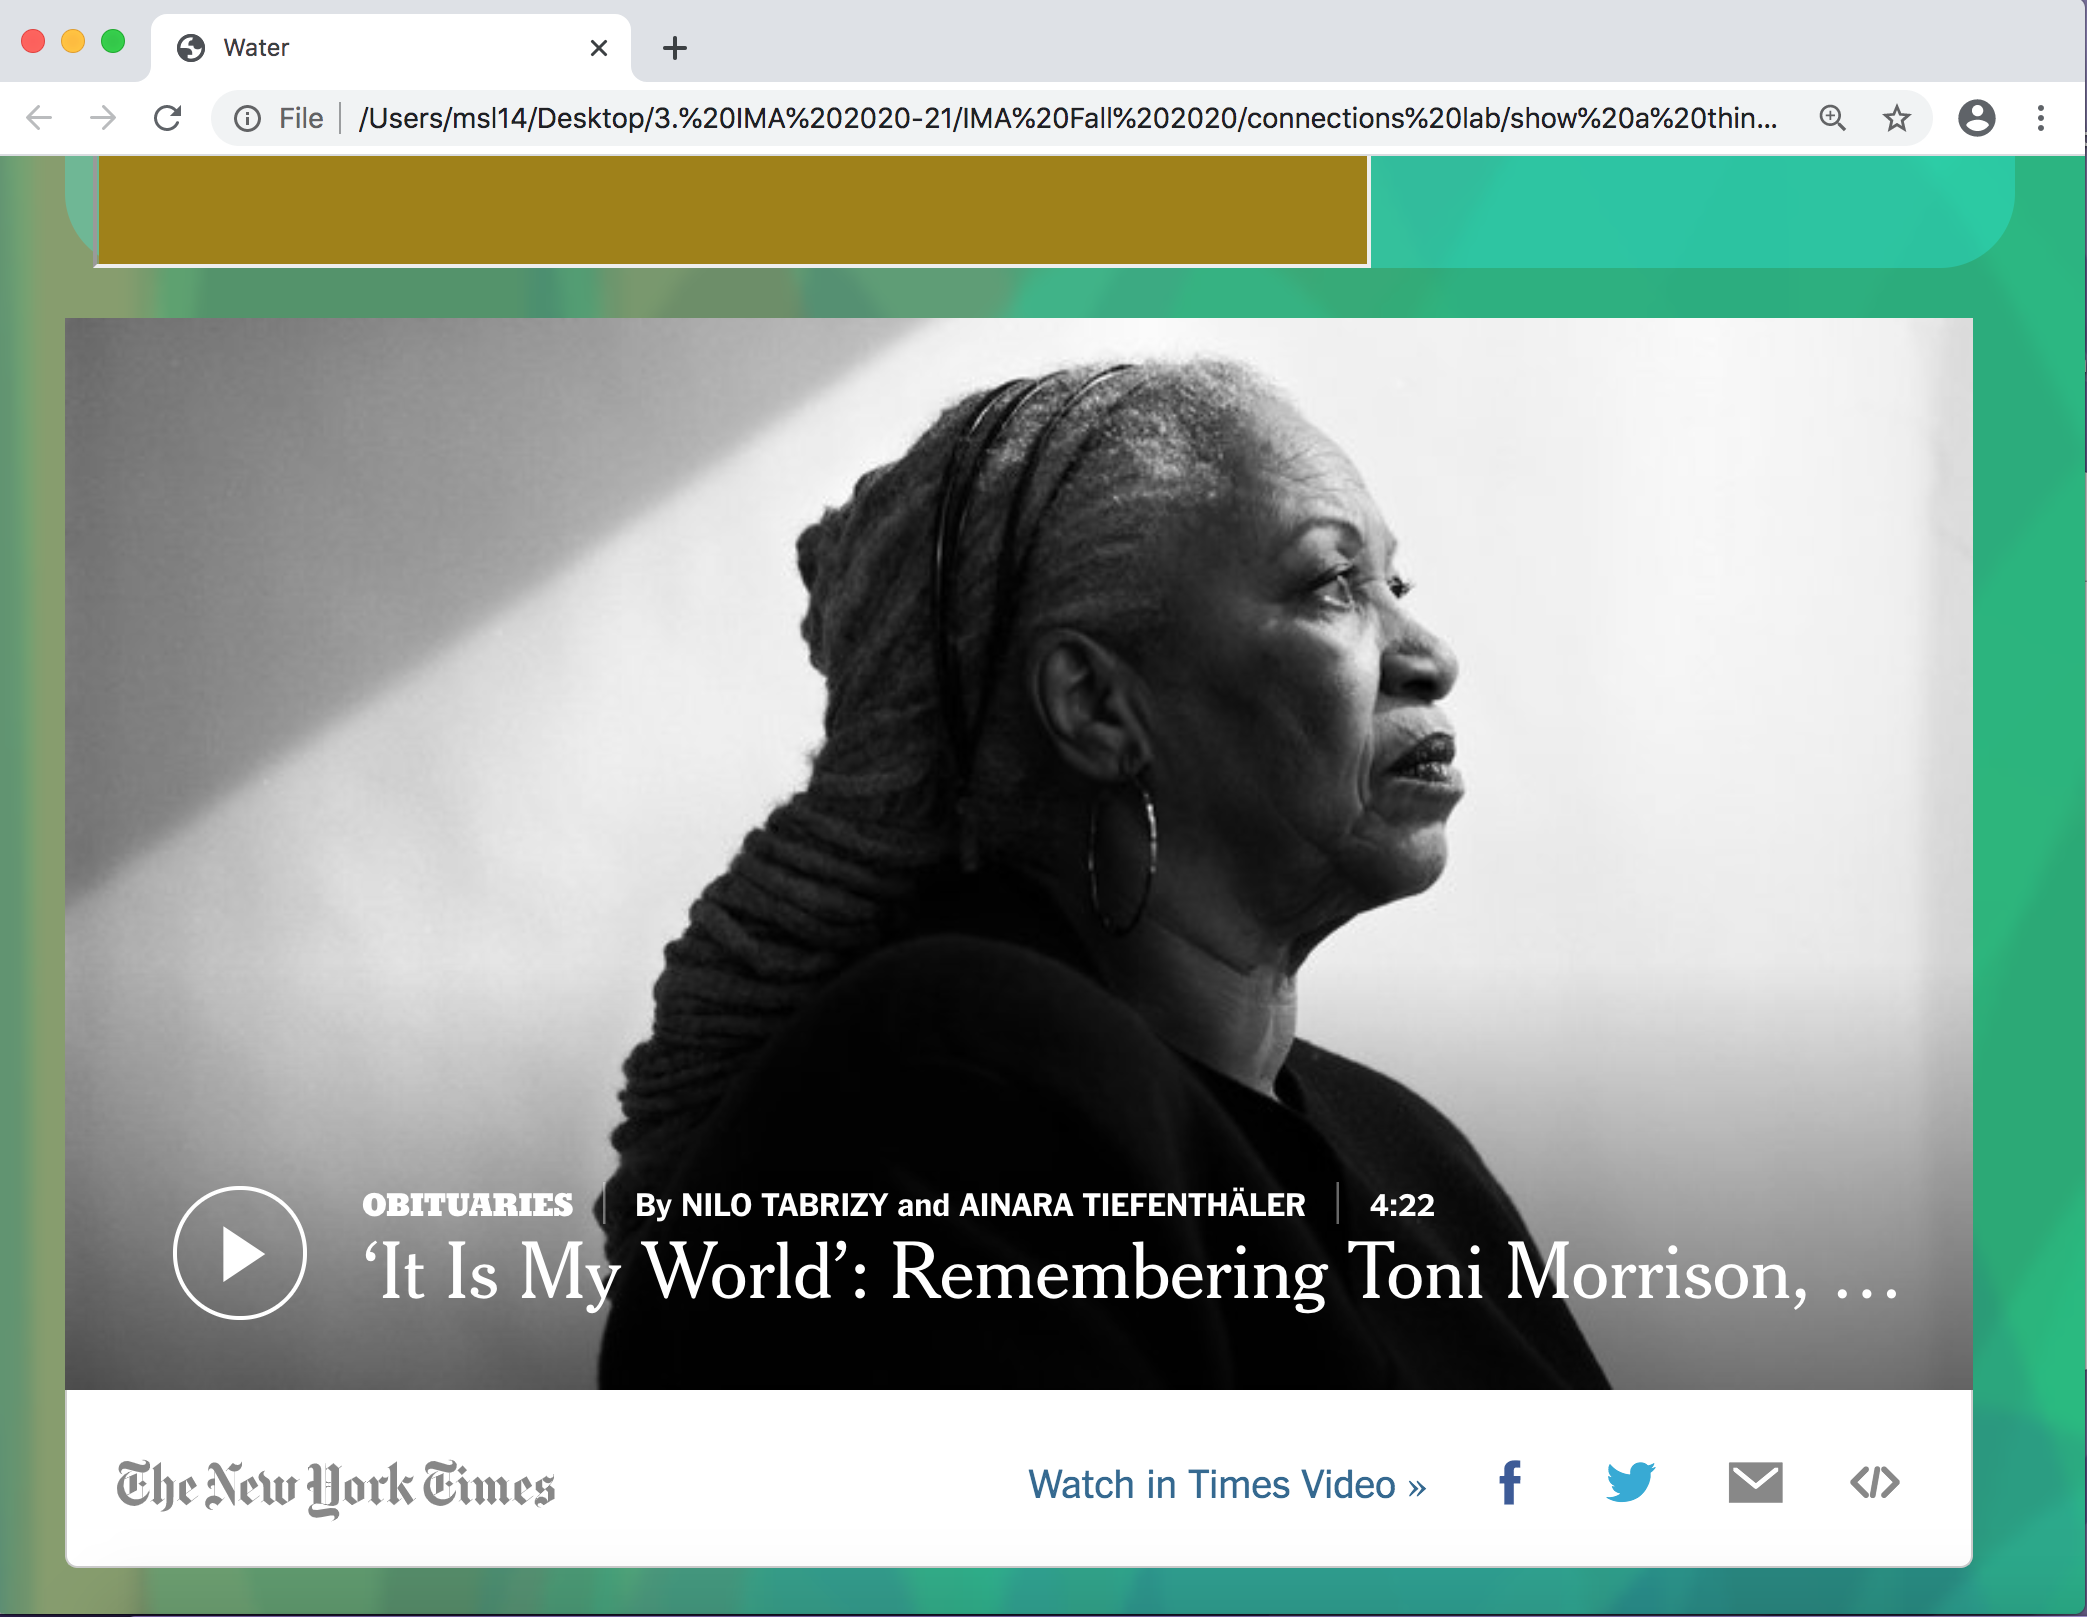 Water
File
/Users/msl14/Desktop/3.%20IMA%202020-21/IMA%20Fall%202020/connections%20lab/show%20a%20thin...
OBITUARIES
By NILO TABRIZY and AINARA TIEFENTHÄLER
4:22
‘It Is My World’: Remembering Toni Morrison, …
The New York Times
Watch in Times Video »